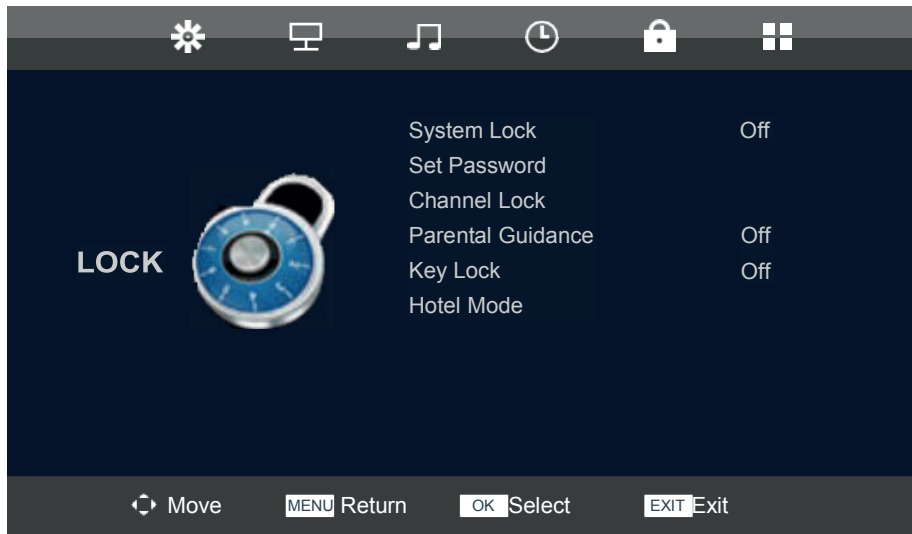 System Lock Off
Set Password
Channel Lock
Parental Guidance Off
LOCK
Key Lock Off
Hotel Mode
Move MENU Return OK Select EXIT Exit